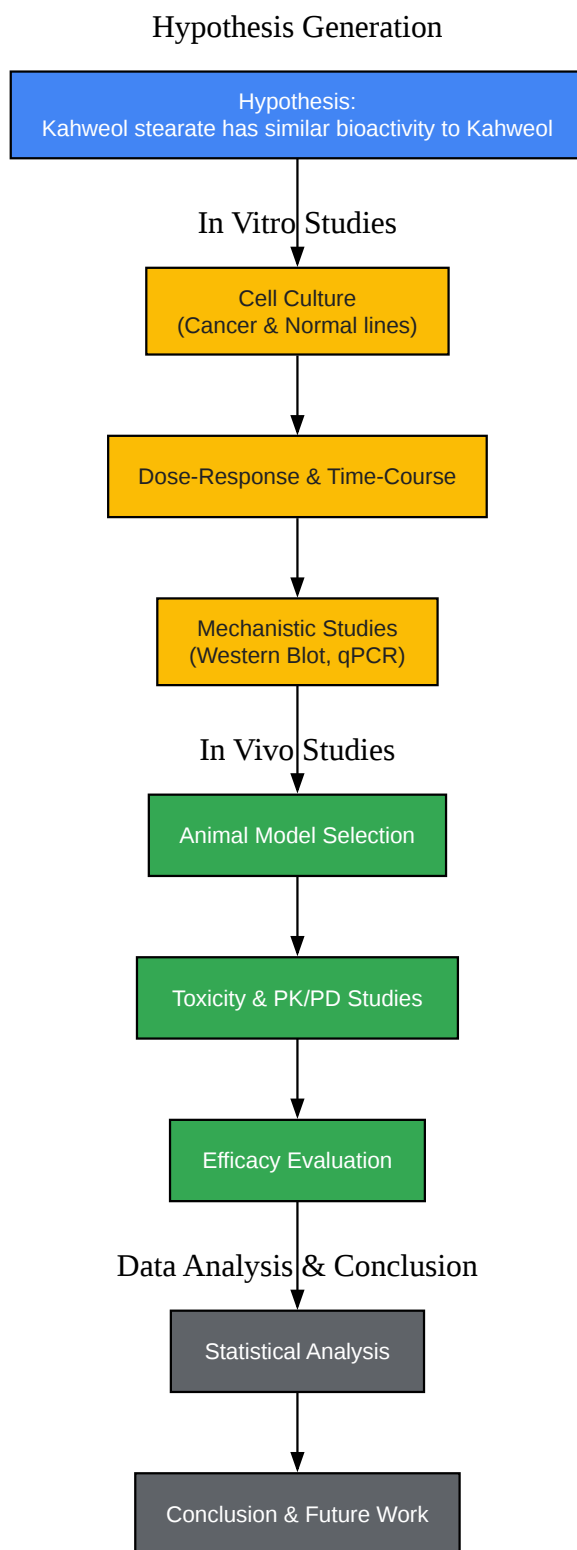 Hypothesis Generation
Hypothesis:
Kahweol stearate has similar bioactivity to Kahweol
In Vitro Studies
Cell Culture
(Cancer & Normal lines)
Dose-Response & Time-Course
Mechanistic Studies
(Western Blot, qPCR)
In Vivo Studies
Animal Model Selection
Toxicity & PK/PD Studies
Efficacy Evaluation
Data Analysis & Conclusion
Statistical Analysis
Conclusion & Future Work